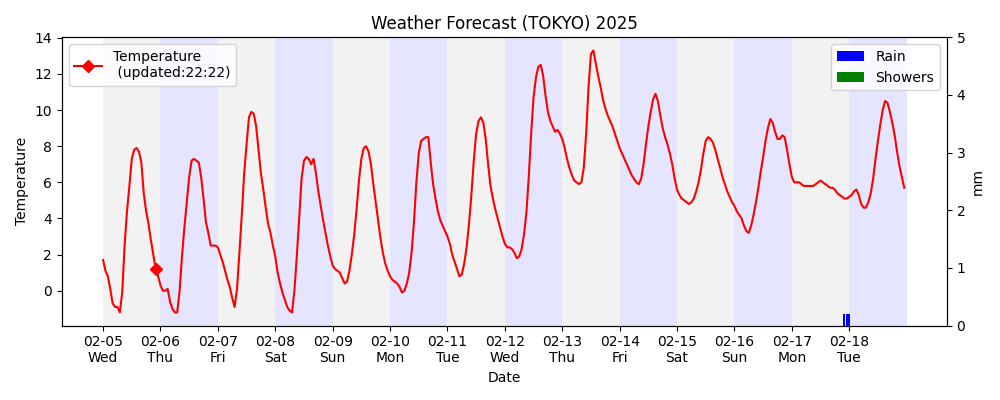 Weather Forecast (TOKYO) 2025
Temperature
(updated:22:22)
Rain
Showers
Temperature
14
12
10
8
6
4
2
0
5
4
3
2
1
0
mm
02-05 02-06 02-07 02-08 02-09 02-10 02-11 02-12 02-13 02-14 02-15 02-16 02-17 02-18
Wed Thu Fri Sat Sun Mon Tue Wed Thu Fri Sat Sun Mon Tue
Date